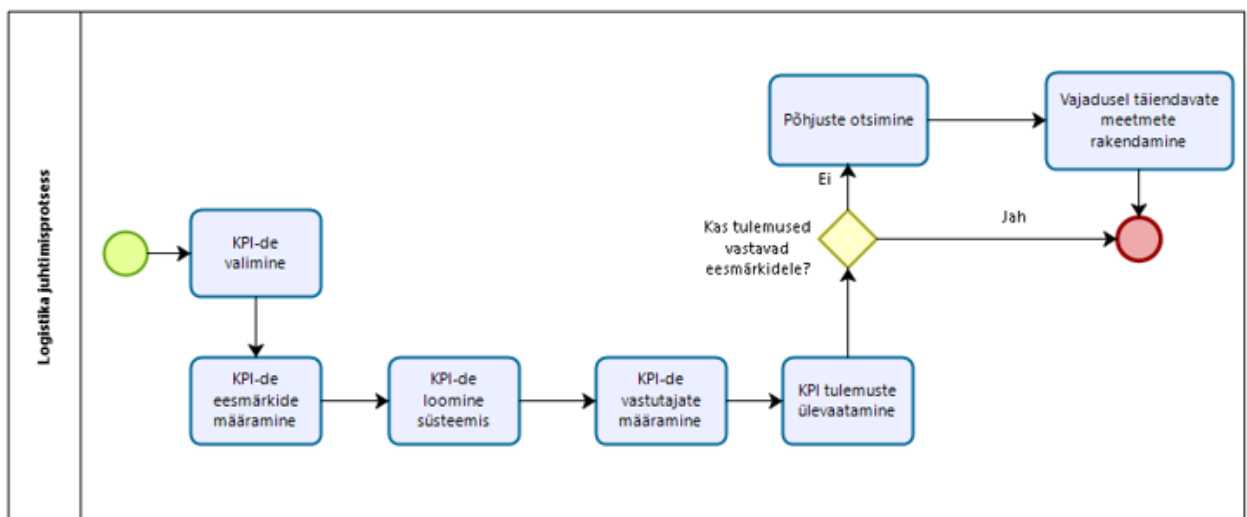 Logistika juhtimisprotsess
KPI-de
valimine
KPI-de
eesmärkide
määramine
KPI-de
loomine
süsteemis
KPI-de
vastutajate
määramine
KPI tulemuste
ülevaatamine
Kas tulemused
vastavad
eesmärkidele?
Ei
Põhjuste otsimine
Vajadusel täiendavate
meetmete
rakendamine
Jah